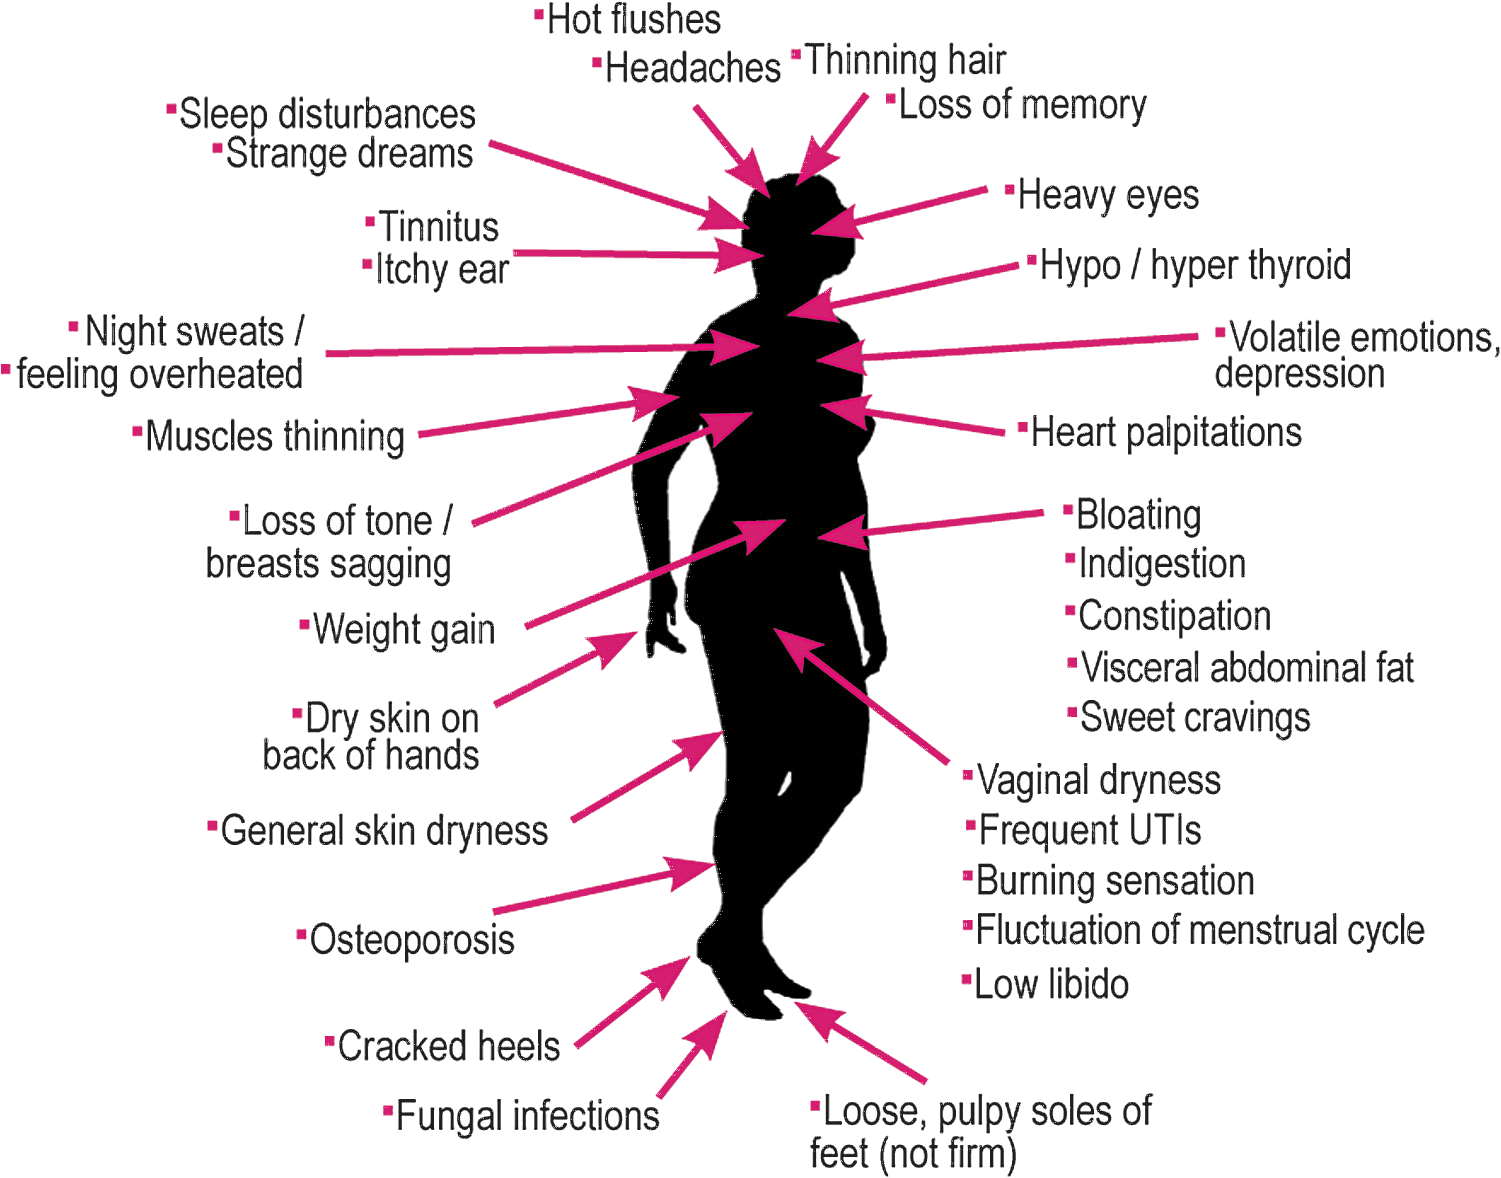 ▪Hot flushes
▪Headaches
▪Thinning hair
▪Loss of memory
▪Sleep disturbances
▪Strange dreams
▪Heavy eyes
▪Tinnitus
▪Itchy ear
▪Hypo / hyper thyroid
▪Night sweats /
▪feeling overheated
▪Volatile emotions,
depression
▪Muscles thinning
▪Heart palpitations
▪Loss of tone /
breasts sagging
▪Bloating
▪Indigestion
▪Constipation
▪Visceral abdominal fat
▪Sweet cravings
▪Weight gain
▪Dry skin on
back of hands
▪Vaginal dryness
▪Frequent UTIs
▪Burning sensation
▪Fluctuation of menstrual cycle
▪Low libido
▪General skin dryness
▪Osteoporosis
▪Cracked heels
▪Fungal infections
▪Loose, pulpy soles of
feet (not firm)